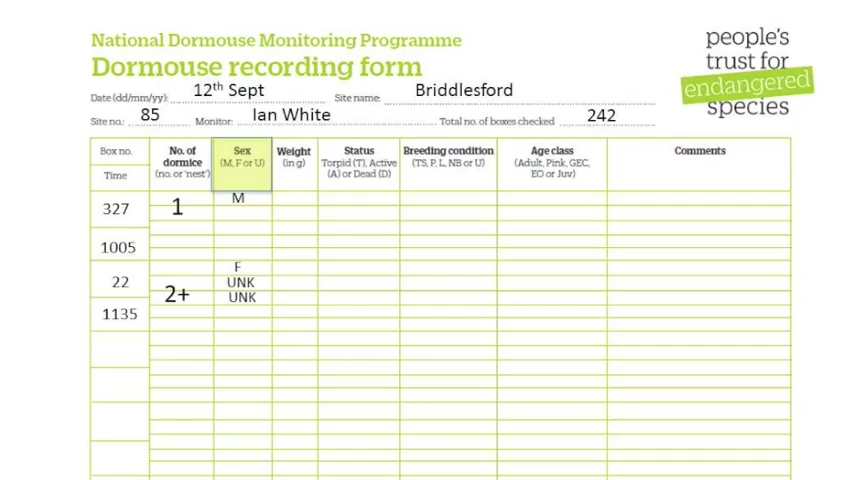 National Dormouse Monitoring Programme
Dormouse recording form
people's
trust for
endangered
species
Date (dd/mm/yy): 12th Sept Site name: Briddlesford
Site no.: 85 Monitor: Ian White Total no. of boxes checked 242
Box no. No. of Sex Weight Status Breeding condition Age class Comments
dormice (M, F or U) (in g) Torpid (T), Active (TS, P, L, NB or U) (Adult, Pink, GEC,
Time (no. or 'nest') (A) or Dead (D) EO or Juv)
327 1 M
1005
F
22 UNK
2+ UNK
1135